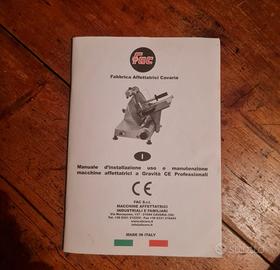 Fac
Fabbrica Affettatrici Cavaria
I
Manuale d'installazione uso e manutenzione
macchine affettatrici a Gravità CE Professionali
CE
FAC S.r.l.
MACCHINE AFFETTATRICI
INDUSTRIALI E FAMILIARI
MADE IN ITALY
subito